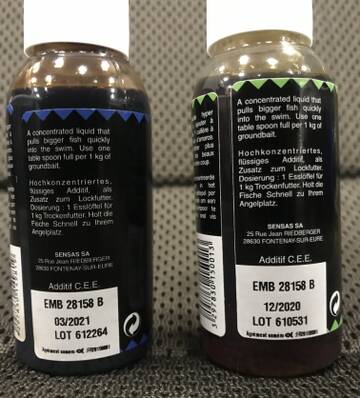 A concentrated liquid that
pulls bigger fish quickly
into the swim. Use one
table spoon full per 1 kg of
groundbait.
Hochkonzentriertes,
flüssiges Additif, als
Zusatz zum Lockfutter.
Dosierung : 1 Esslöffel für
1 kg Trockenfutter. Holt die
Fische Schnell zu Ihrem
Angelplatz.
SENSAS SA
25 Rue Jean RIEDBERGER
28630 FONTENAY-SUR-EURE
Additif C.E.E.
EMB 28158 B
03/2021
LOT 612264
A concentrated liquid that
pulls bigger fish quickly
into the swim. Use one
table spoon full per 1 kg of
groundbait.
Hochkonzentriertes,
flüssiges Additif, als
Zusatz zum Lockfutter.
Dosierung : 1 Esslöffel für
1 kg Trockenfutter. Holt die
Fische Schnell zu Ihrem
Angelplatz.
SENSAS SA
25 Rue Jean RIEDBERGER
28630 FONTENAY-SUR-EURE
Additif C.E.E.
EMB 28158 B
12/2020
LOT 610531
3 297830 150013